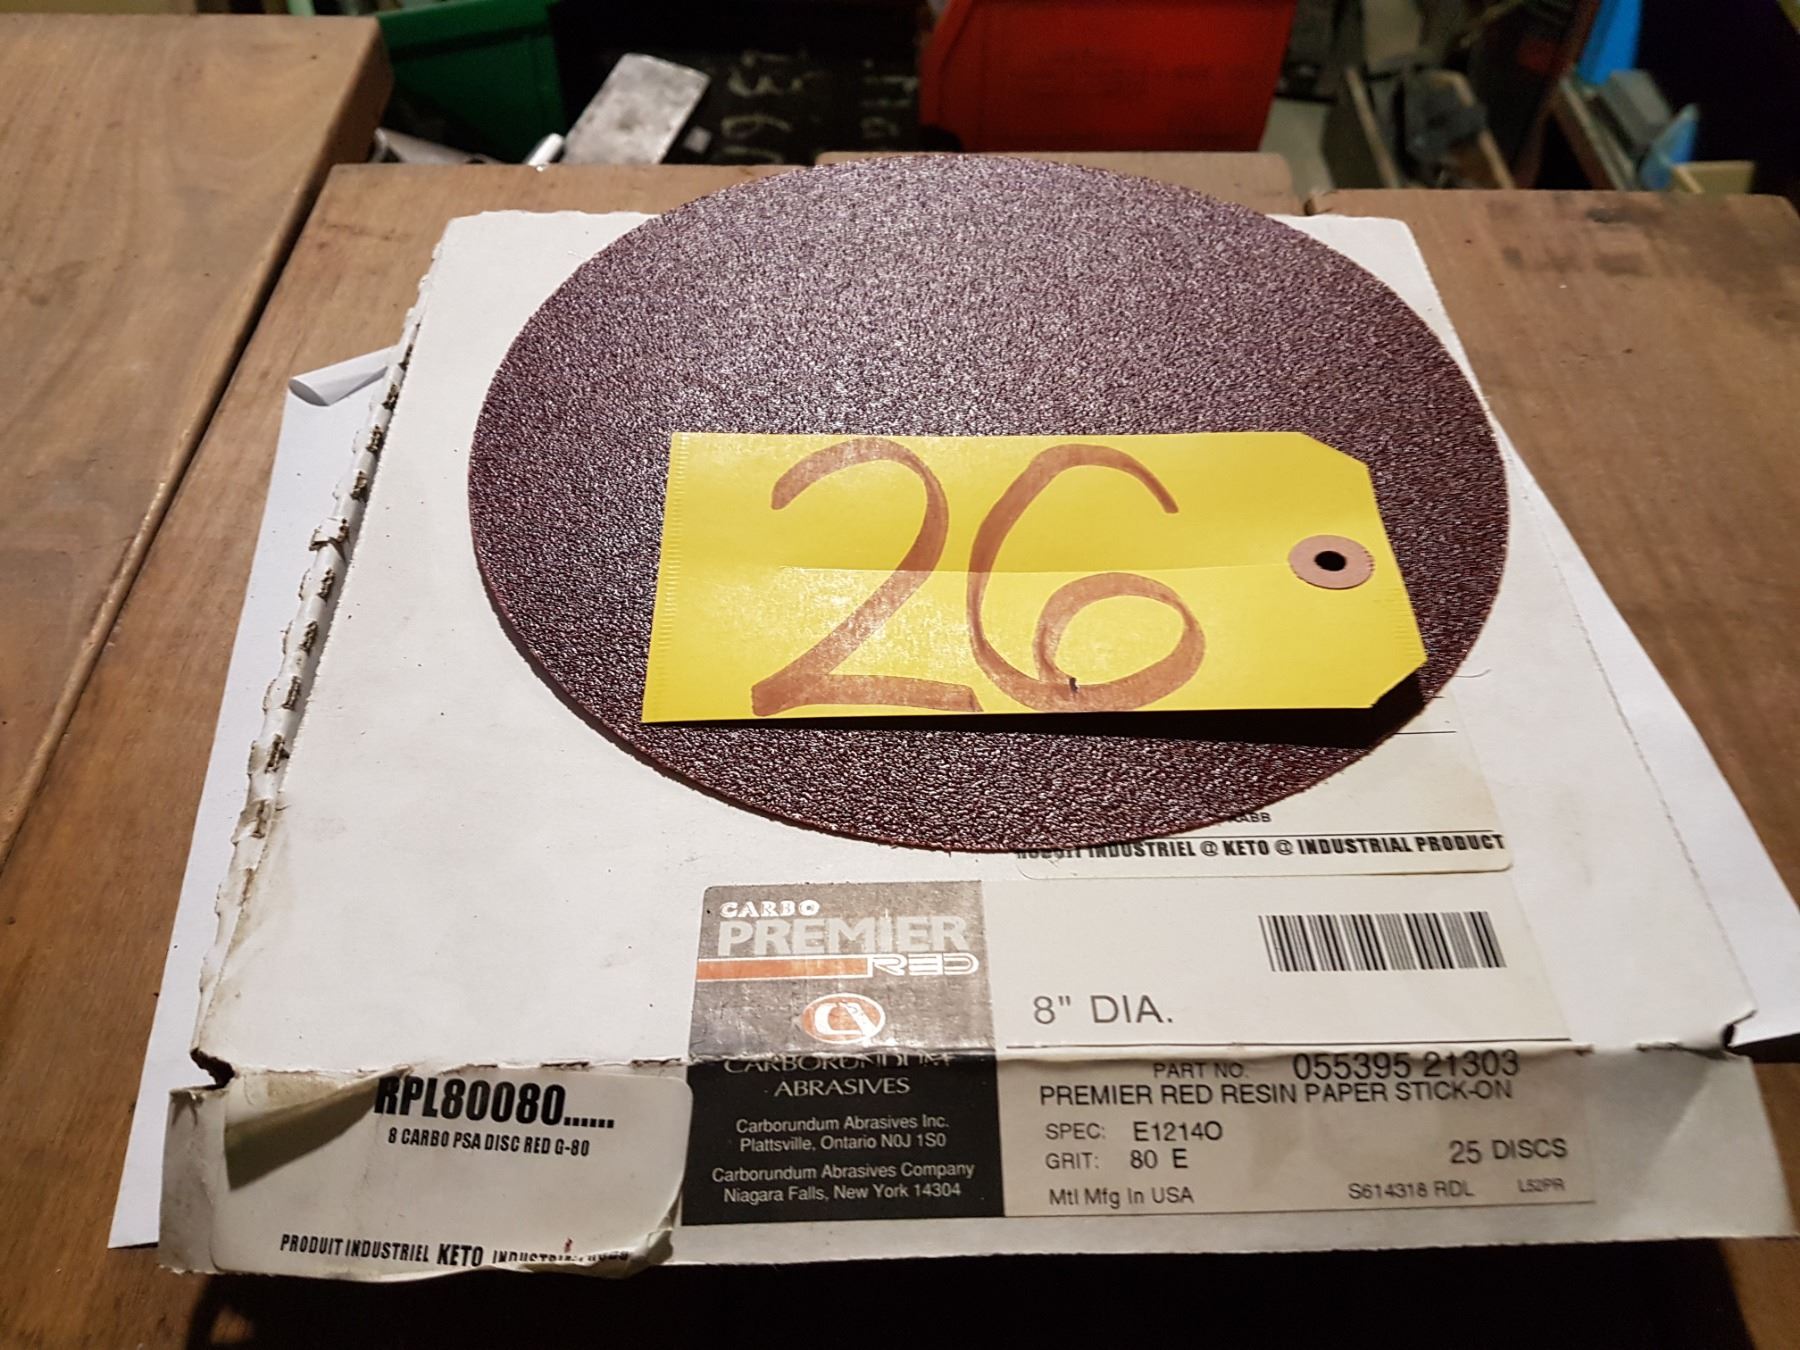 26
INDUSTRIEL @ KETO @ INDUSTRIAL PRODUCT
CARBO
PREMIER
RED
8" DIA.
CARBORUNDUM
ABRASIVES
Carborundum Abrasives Inc.
Plattsville, Ontario N0J 1S0
Carborundum Abrasives Company
Niagara Falls, New York 14304
PART NO. 055395 21303
PREMIER RED RESIN PAPER STICK-ON
SPEC: E1214O
GRIT: 80 E
25 DISCS
Mtl Mfg In USA
S614318 RDL L52PR
RPL80080......
8 CARBO PSA DISC RED G-80
PRODUIT INDUSTRIEL KETO